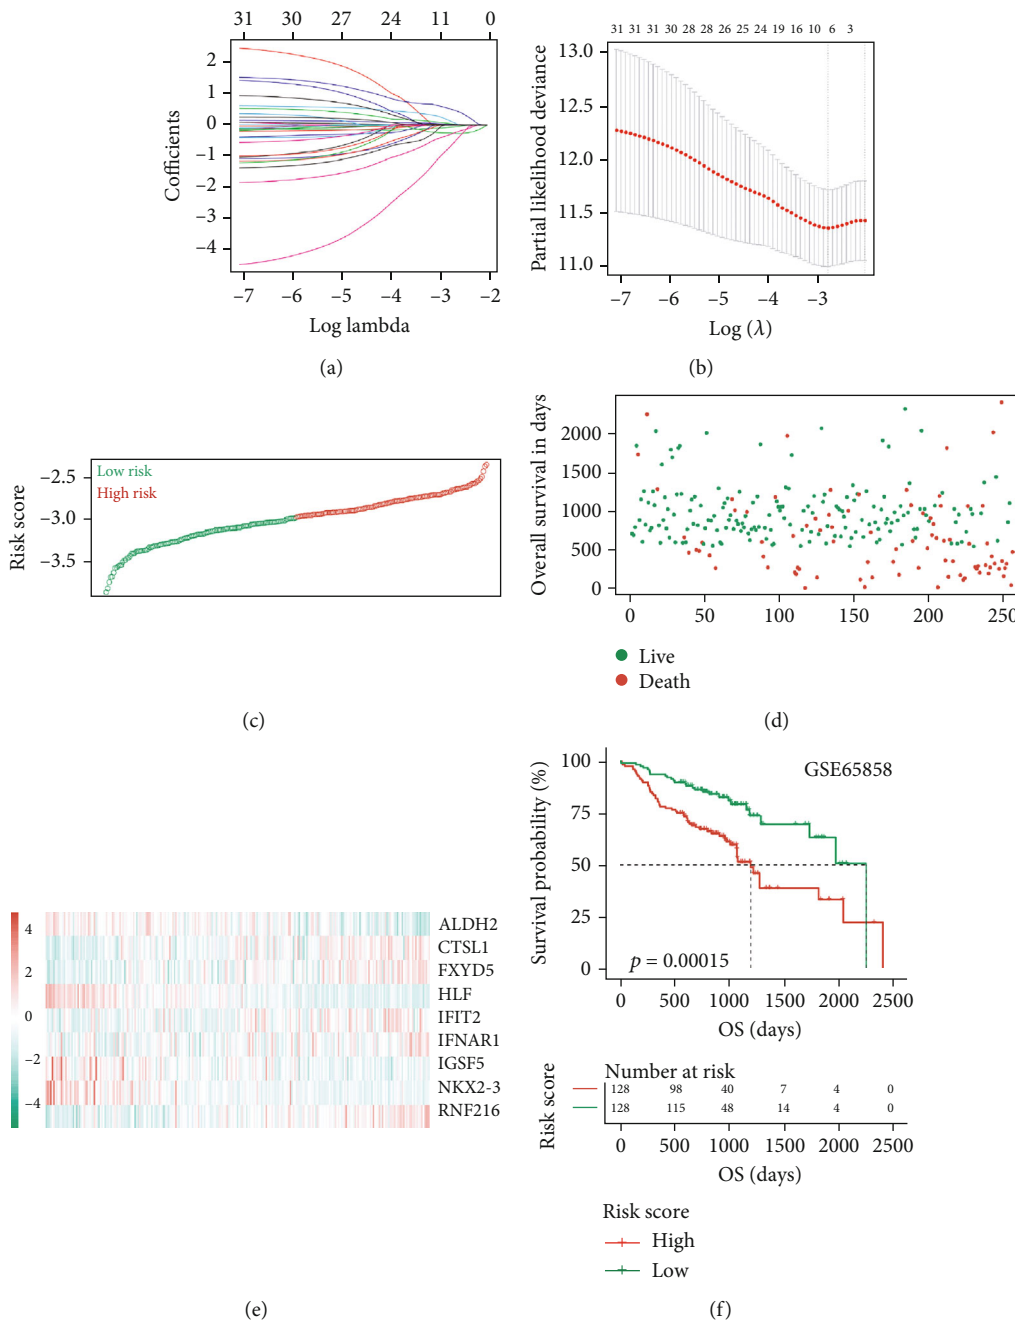 31 30 27 24 11 0
2
1
0
−1
−2
−3
−4
Cofficients
−7 −6 −5 −4 −3 −2
Log lambda
(a)
31 31 31 30 28 28 26 25 24 19 16 10 6 3
13.0
12.5
12.0
11.5
11.0
Partial likelihood deviance
−7 −6 −5 −4 −3
Log (λ)
(b)
Low risk
High risk
−2.5
−3.0
−3.5
Risk score
(c)
2000
1500
1000
500
0
Overall survival in days
0 50 100 150 200 250
Live
Death
(d)
4
2
0
−2
−4
ALDH2
CTSL1
FXYD5
HLF
IFIT2
IFNAR1
IGSF5
NKX2-3
RNF216
(e)
100
75
50
25
0
Survival probability (%)
GSE65858
p = 0.00015
0 500 1000 1500 2000 2500
OS (days)
Number at risk
Risk score
128 98 40 7 4 0
128 115 48 14 4 0
0 500 1000 1500 2000 2500
OS (days)
Risk score
High
Low
(f)